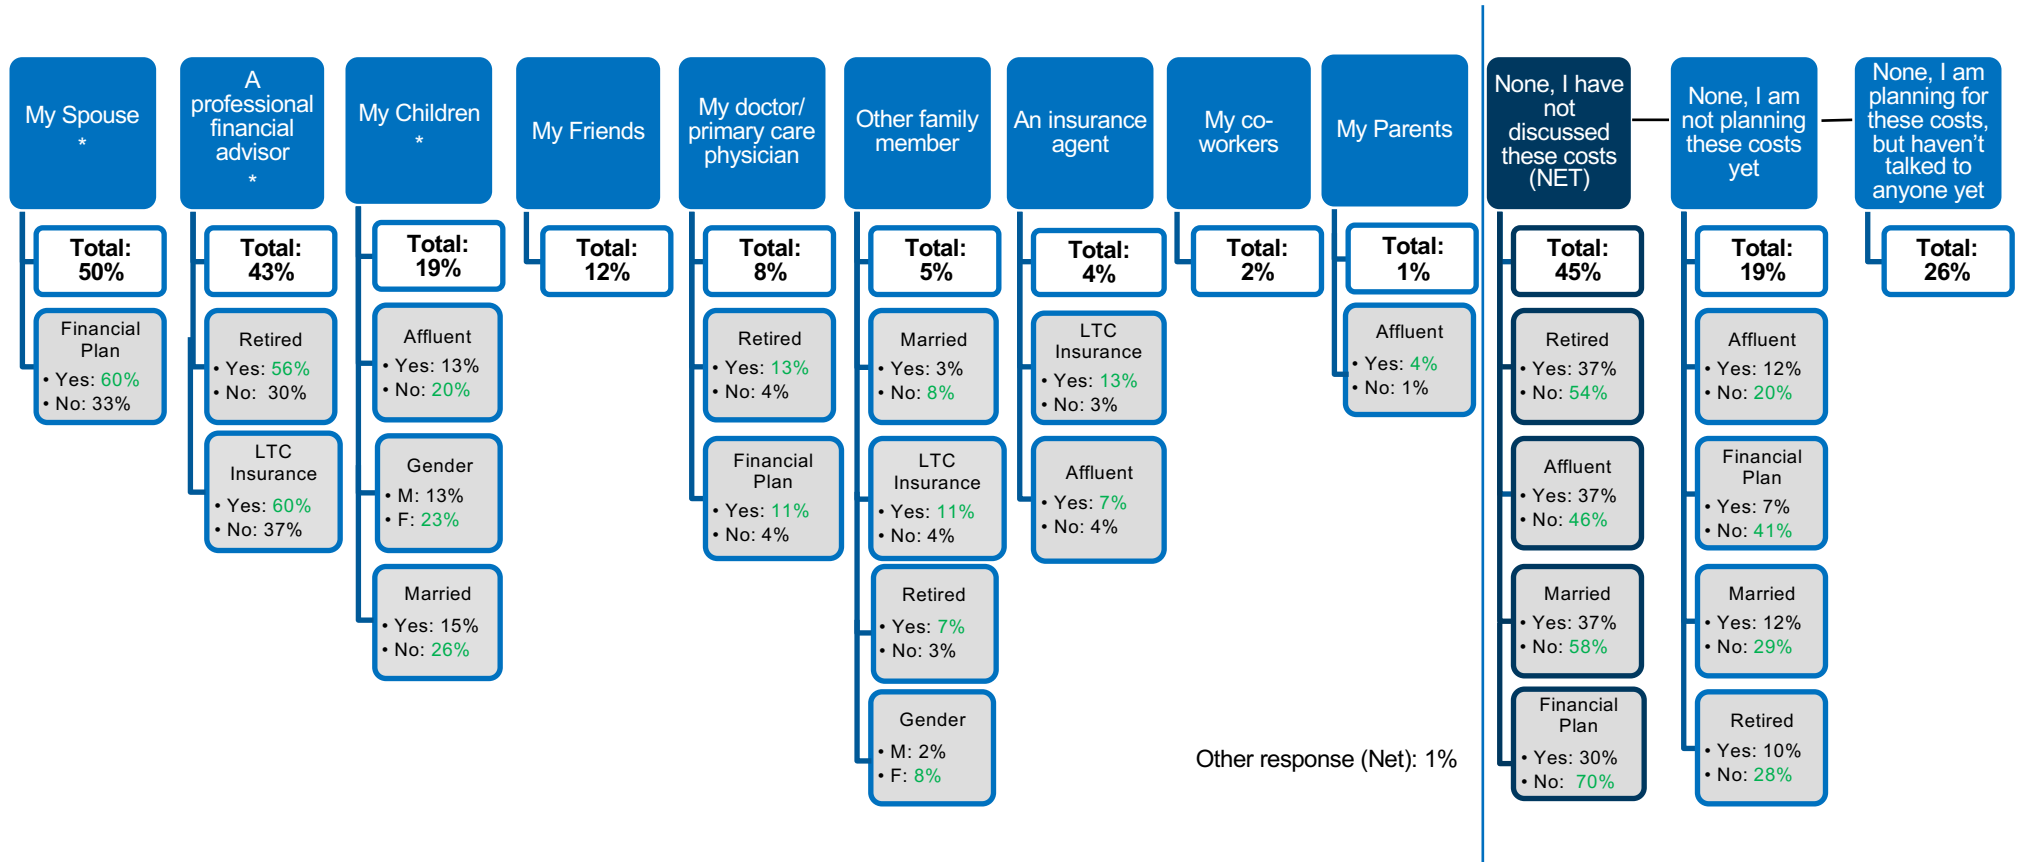 My Spouse
*
Total:
50%
Financial
Plan
• Yes: 60%
• No: 33%
A
professional
financial
advisor
*
Total:
43%
Retired
• Yes: 56%
• No: 30%
LTC
Insurance
• Yes: 60%
• No: 37%
My Children
*
Total:
19%
Affluent
• Yes: 13%
• No: 20%
Gender
• M: 13%
• F: 23%
Married
• Yes: 15%
• No: 26%
My Friends
Total:
12%
My doctor/
primary care
physician
Total:
8%
Retired
• Yes: 13%
• No: 4%
Financial
Plan
• Yes: 11%
• No: 4%
Other family
member
Total:
5%
Married
• Yes: 3%
• No: 8%
LTC
Insurance
• Yes: 11%
• No: 4%
Retired
• Yes: 7%
• No: 3%
Gender
• M: 2%
• F: 8%
An insurance
agent
Total:
4%
LTC
Insurance
• Yes: 13%
• No: 3%
Affluent
• Yes: 7%
• No: 4%
My co-
workers
Total:
2%
My Parents
Total:
1%
Affluent
• Yes: 4%
• No: 1%
Other response (Net): 1%
None, I have
not
discussed
these costs
(NET)
Total:
45%
Retired
• Yes: 37%
• No: 54%
Affluent
• Yes: 37%
• No: 46%
Married
• Yes: 37%
• No: 58%
Financial
Plan
• Yes: 30%
• No: 70%
None, I am
not planning
these costs
yet
Total:
19%
Affluent
• Yes: 12%
• No: 20%
Financial
Plan
• Yes: 7%
• No: 41%
Married
• Yes: 12%
• No: 29%
Retired
• Yes: 10%
• No: 28%
None, I am
planning for
these costs,
but haven't
talked to
anyone yet
Total:
26%